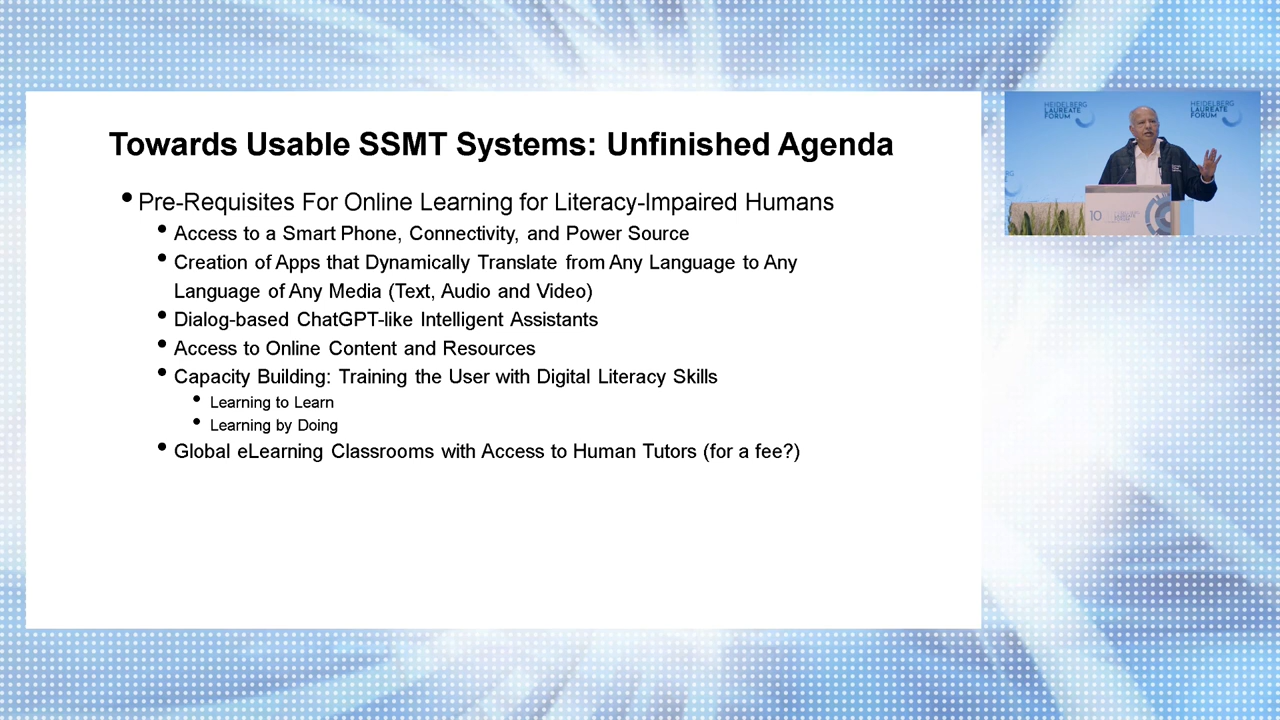 Towards Usable SSMT Systems: Unfinished Agenda
• Pre-Requisites For Online Learning for Literacy-Impaired Humans
• Access to a Smart Phone, Connectivity, and Power Source
• Creation of Apps that Dynamically Translate from Any Language to Any
Language of Any Media (Text, Audio and Video)
• Dialog-based ChatGPT-like Intelligent Assistants
• Access to Online Content and Resources
• Capacity Building: Training the User with Digital Literacy Skills
• Learning to Learn
• Learning by Doing
• Global eLearning Classrooms with Access to Human Tutors (for a fee?)
HEIDELBERG
LAUREATE
FORUM
HEIDELBERG
LAUREATE
FORUM
10